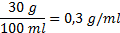 30 g / 100 ml = 0,3 g/ml